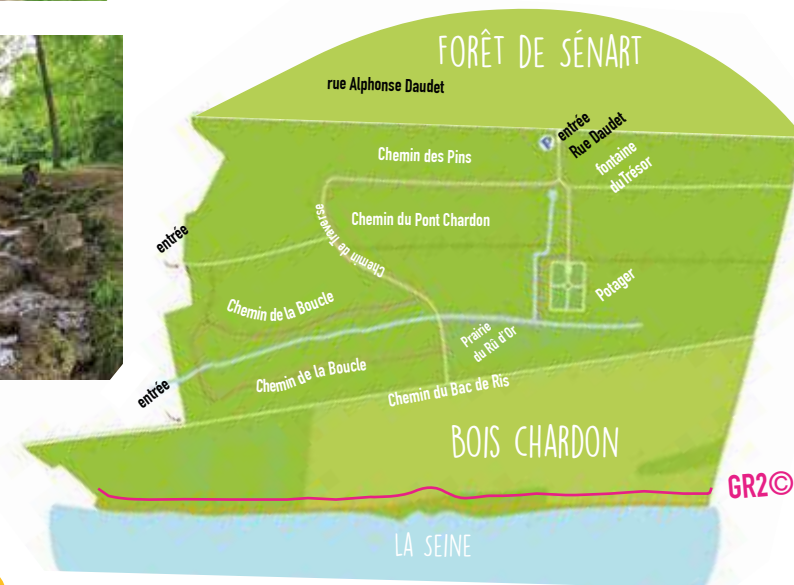 FORÊT DE SÉNART
rue Alphonse Daudet
P
entrée
Rue Daudet
fontaine
du Trésor
Chemin des Pins
Chemin du Pont Chardon
Chemin de Traverse
entrée
Potager
Chemin de la Boucle
Prairie
du Rû d'Or
Chemin de la Boucle
entrée
Chemin du Bac de Ris
BOIS CHARDON
GR2©
LA SEINE